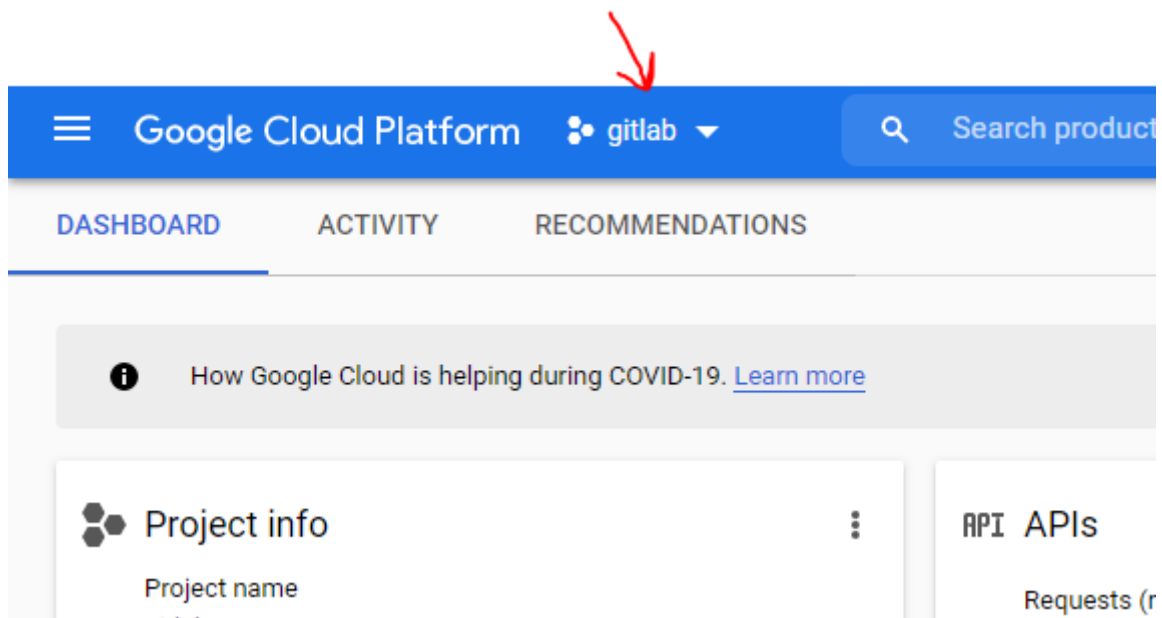 Google Cloud Platform gitlab Search product
DASHBOARD ACTIVITY RECOMMENDATIONS
How Google Cloud is helping during COVID-19. Learn more
Project info API APIs
Project name
Requests (